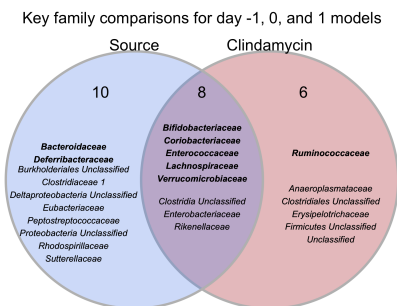 Key family comparisons for day -1, 0, and 1 models
Source
Clindamycin
10
8
6
Bacteroidaceae
Deferribacteraceae
Burkholderiales Unclassified
Clostridiaceae 1
Deltaproteobacteria Unclassified
Eubacteriaceae
Peptostreptococcaceae
Proteobacteria Unclassified
Rhodospirillaceae
Sutterellaceae
Bifidobacteriaceae
Coriobacteriaceae
Enterococcaceae
Lachnospiraceae
Verrucomicrobiaceae
Clostridia Unclassified
Enterobacteriaceae
Rikenellaceae
Ruminococcaceae
Anaeroplasmataceae
Clostridiales Unclassified
Erysipelotrichaceae
Firmicutes Unclassified
Unclassified